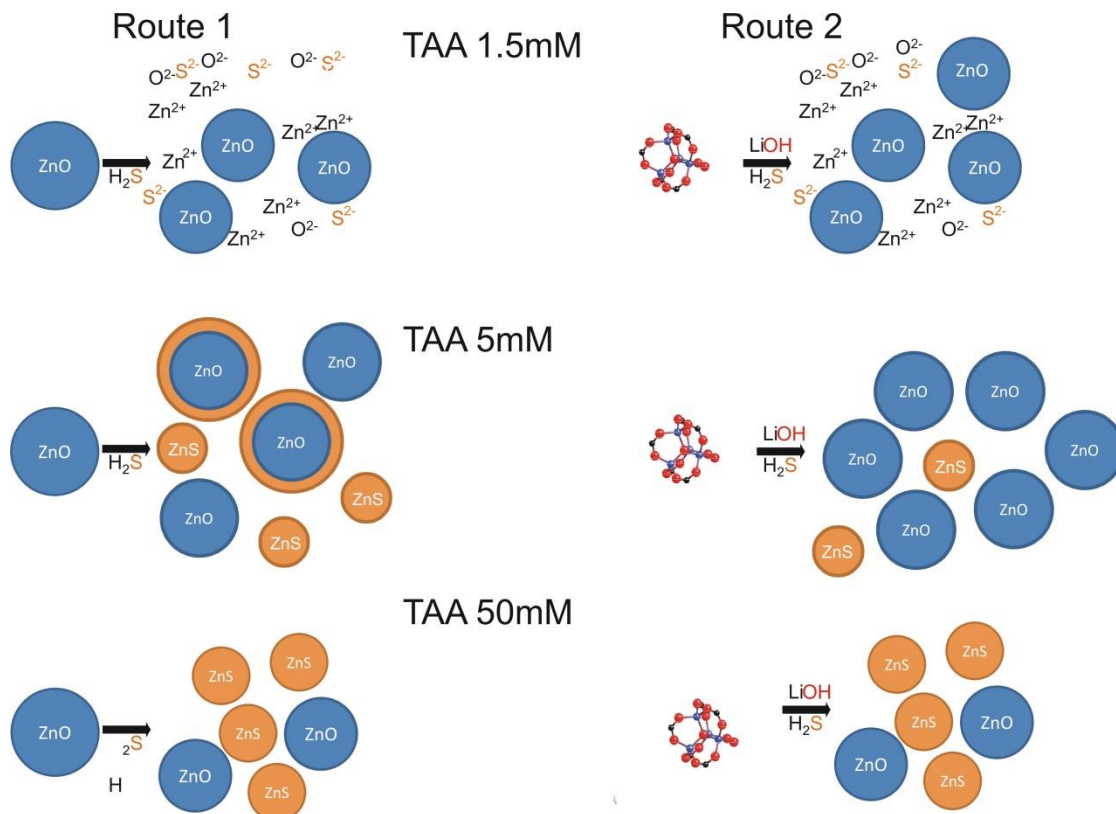 Route 1
TAA 1.5mM
Route 2
O²⁻ S²⁻ O²⁻ S²⁻ O²⁻ S²⁻
Zn²⁺
Zn²⁺
ZnO
H₂S
ZnO
Zn²⁺ Zn²⁺
Zn²⁺
ZnO
S²⁻
ZnO
Zn²⁺
Zn²⁺
O²⁻
S²⁻
O²⁻
O²⁻ S²⁻ O²⁻ S²⁻
Zn²⁺
Zn²⁺
ZnO
LiOH
H₂S
ZnO
Zn²⁺ Zn²⁺
Zn²⁺
ZnO
S²⁻
ZnO
Zn²⁺
Zn²⁺
O²⁻
S²⁻
TAA 5mM
ZnO
H₂S
ZnO
ZnO
ZnO
ZnS
ZnS
ZnO
ZnS
LiOH
H₂S
ZnO
ZnO
ZnO
ZnO
ZnS
ZnO
ZnO
ZnS
TAA 50mM
ZnO
₂S
H
ZnS
ZnS
ZnS
ZnO
ZnO
ZnS
LiOH
H₂S
ZnS
ZnS
ZnS
ZnO
ZnO
ZnS